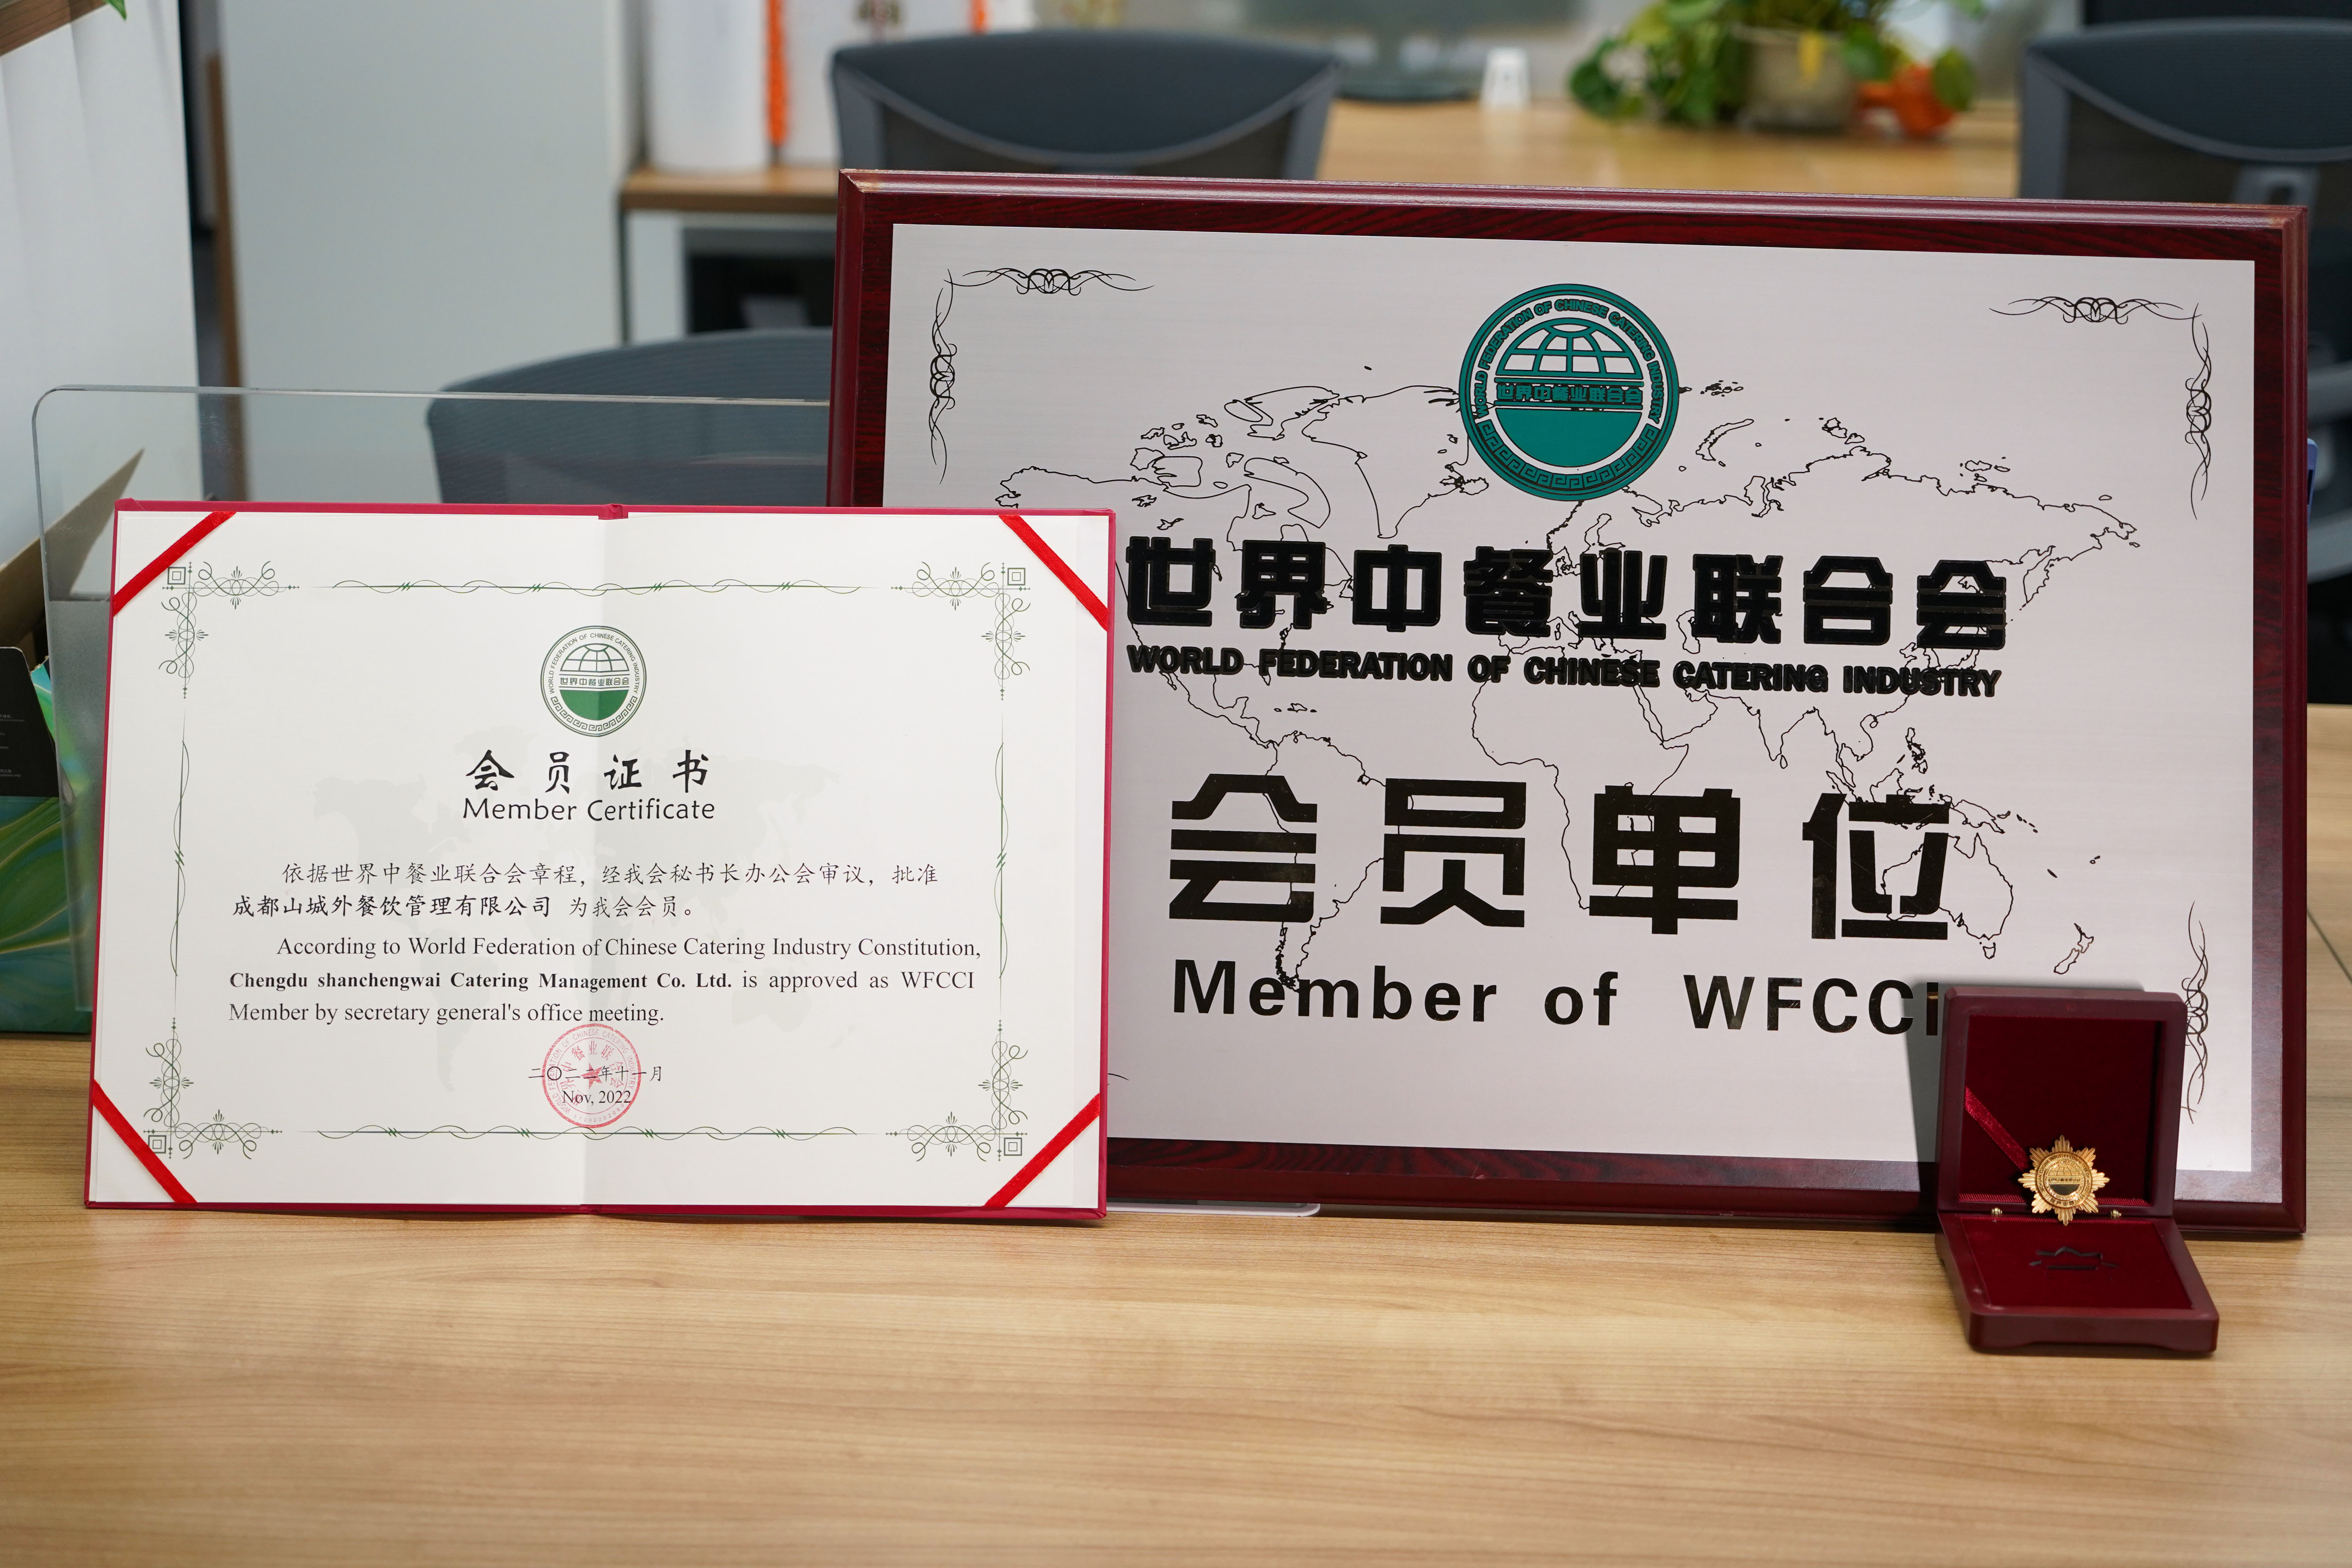 WORLD FEDERATION OF CHINESE CATERING INDUSTRY
世界中餐业联合会
会员证书
Member Certificate
依据世界中餐业联合会章程，经我会秘书长办公会审议，批准
成都山城外餐饮管理有限公司 为我会会员。
According to World Federation of Chinese Catering Industry Constitution,
Chengdu shanchengwai Catering Management Co. Ltd. is approved as WFCCI
Member by secretary general's office meeting.
二〇二二年十一月
Nov, 2022
WORLD FEDERATION OF CHINESE CATERING INDUSTRY
世界中餐业联合会
世界中餐业联合会
WORLD FEDERATION OF CHINESE CATERING INDUSTRY
会员单位
Member of WFCCI